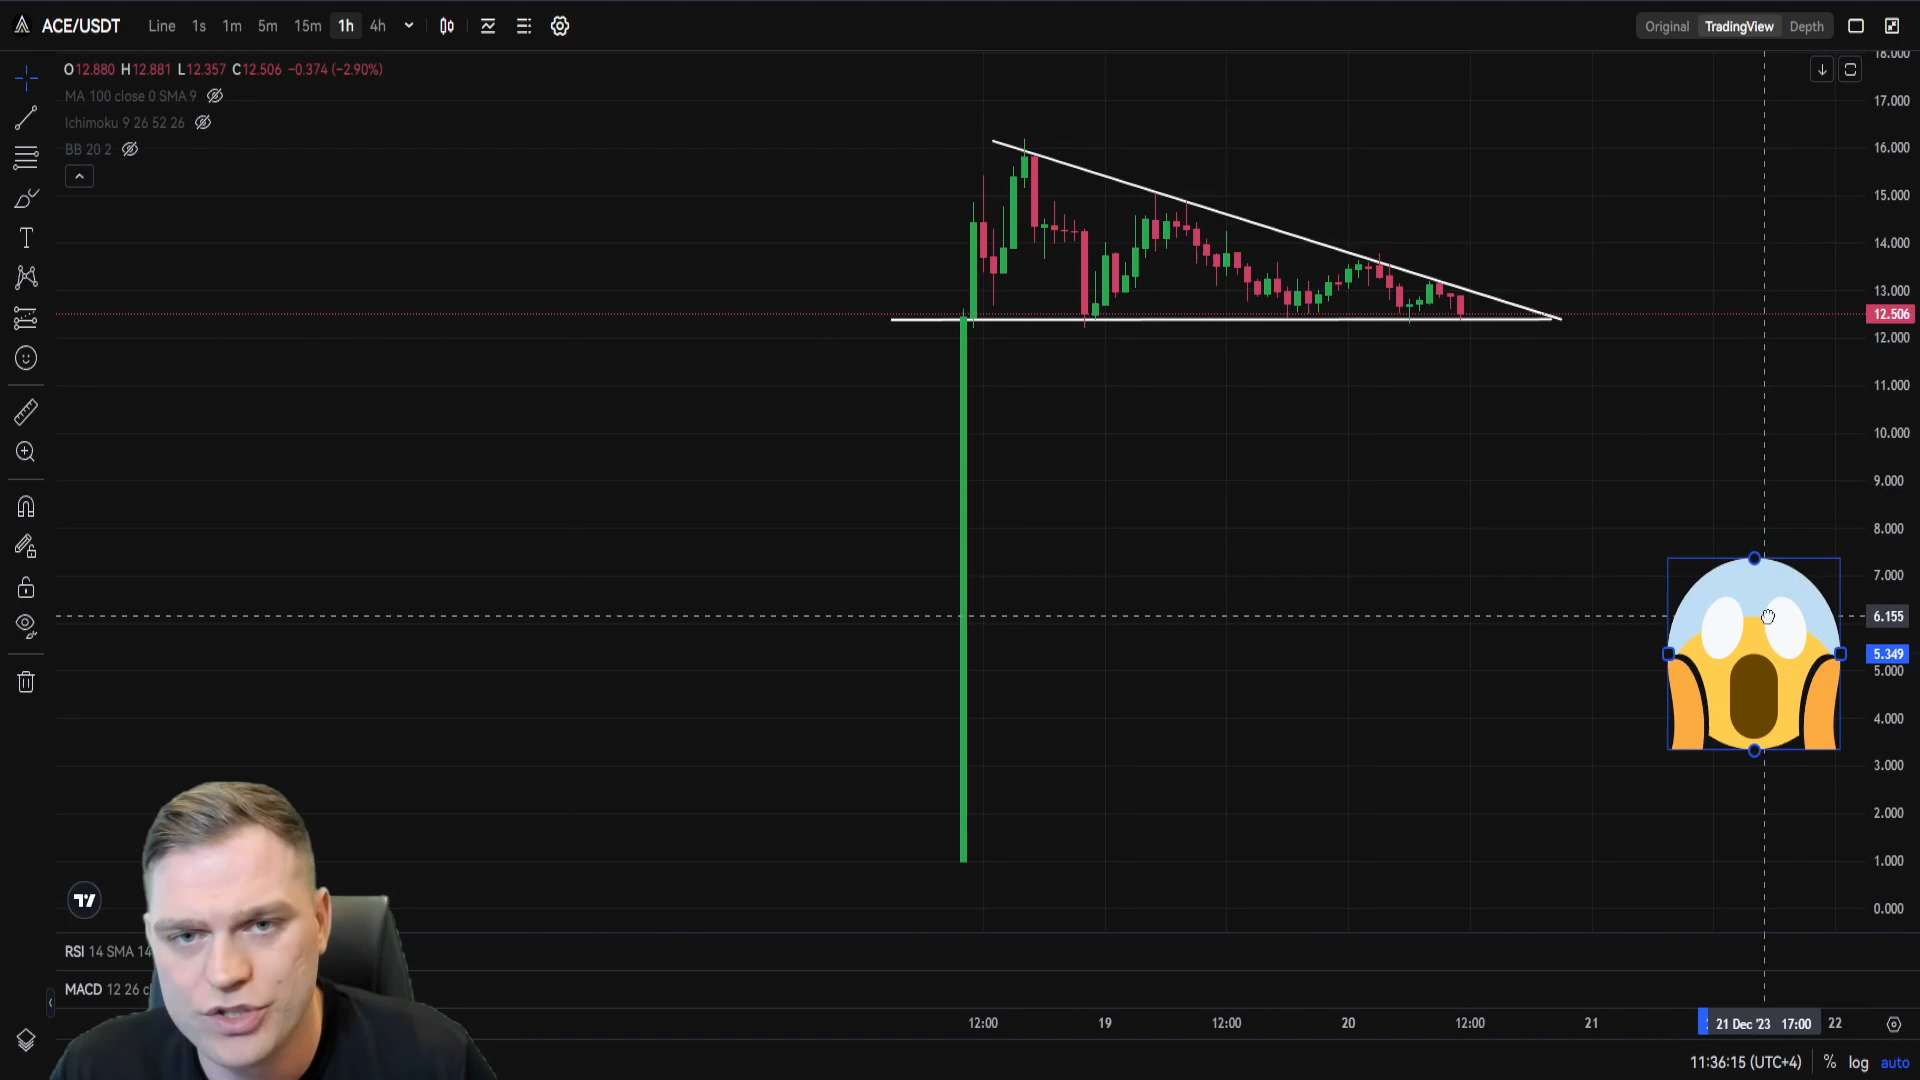 ACE/USDT Line 1s 1m 5m 15m 1h 4h Original TradingView Depth
O12.880 H12.881 L12.357 C12.506 −0.374 (−2.90%)
MA 100 close 0 SMA 9
Ichimoku 9 26 52 26
BB 20 2
18.000
17.000
16.000
15.000
14.000
13.000
12.506
12.000
11.000
10.000
9.000
8.000
7.000
6.155
5.349
5.000
4.000
3.000
2.000
1.000
0.000
RSI 14 SMA 14
MACD 12 26 c
12:00 19 12:00 20 12:00 21 21 Dec '23 17:00 22
11:36:15 (UTC+4) % log auto